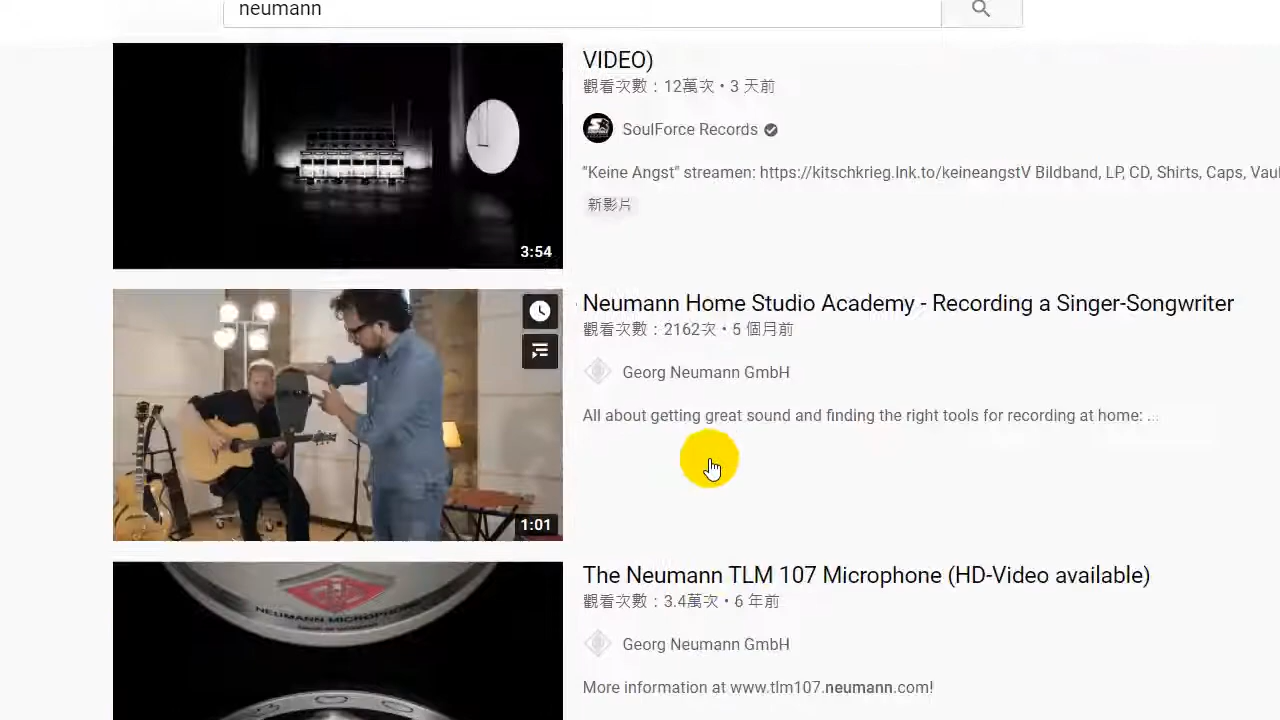 neumann
VIDEO)
觀看次數：12萬次 • 3 天前
SoulForce Records
"Keine Angst" streamen: https://kitschkrieg.lnk.to/keineangstV Bildband, LP, CD, Shirts, Caps, Vau
新影片
3:54
Neumann Home Studio Academy - Recording a Singer-Songwriter
觀看次數：2162次 • 5 個月前
Georg Neumann GmbH
All about getting great sound and finding the right tools for recording at home: ...
1:01
The Neumann TLM 107 Microphone (HD-Video available)
觀看次數：3.4萬次 • 6 年前
Georg Neumann GmbH
More information at www.tlm107.neumann.com!
NEUMANN MICROPHONES